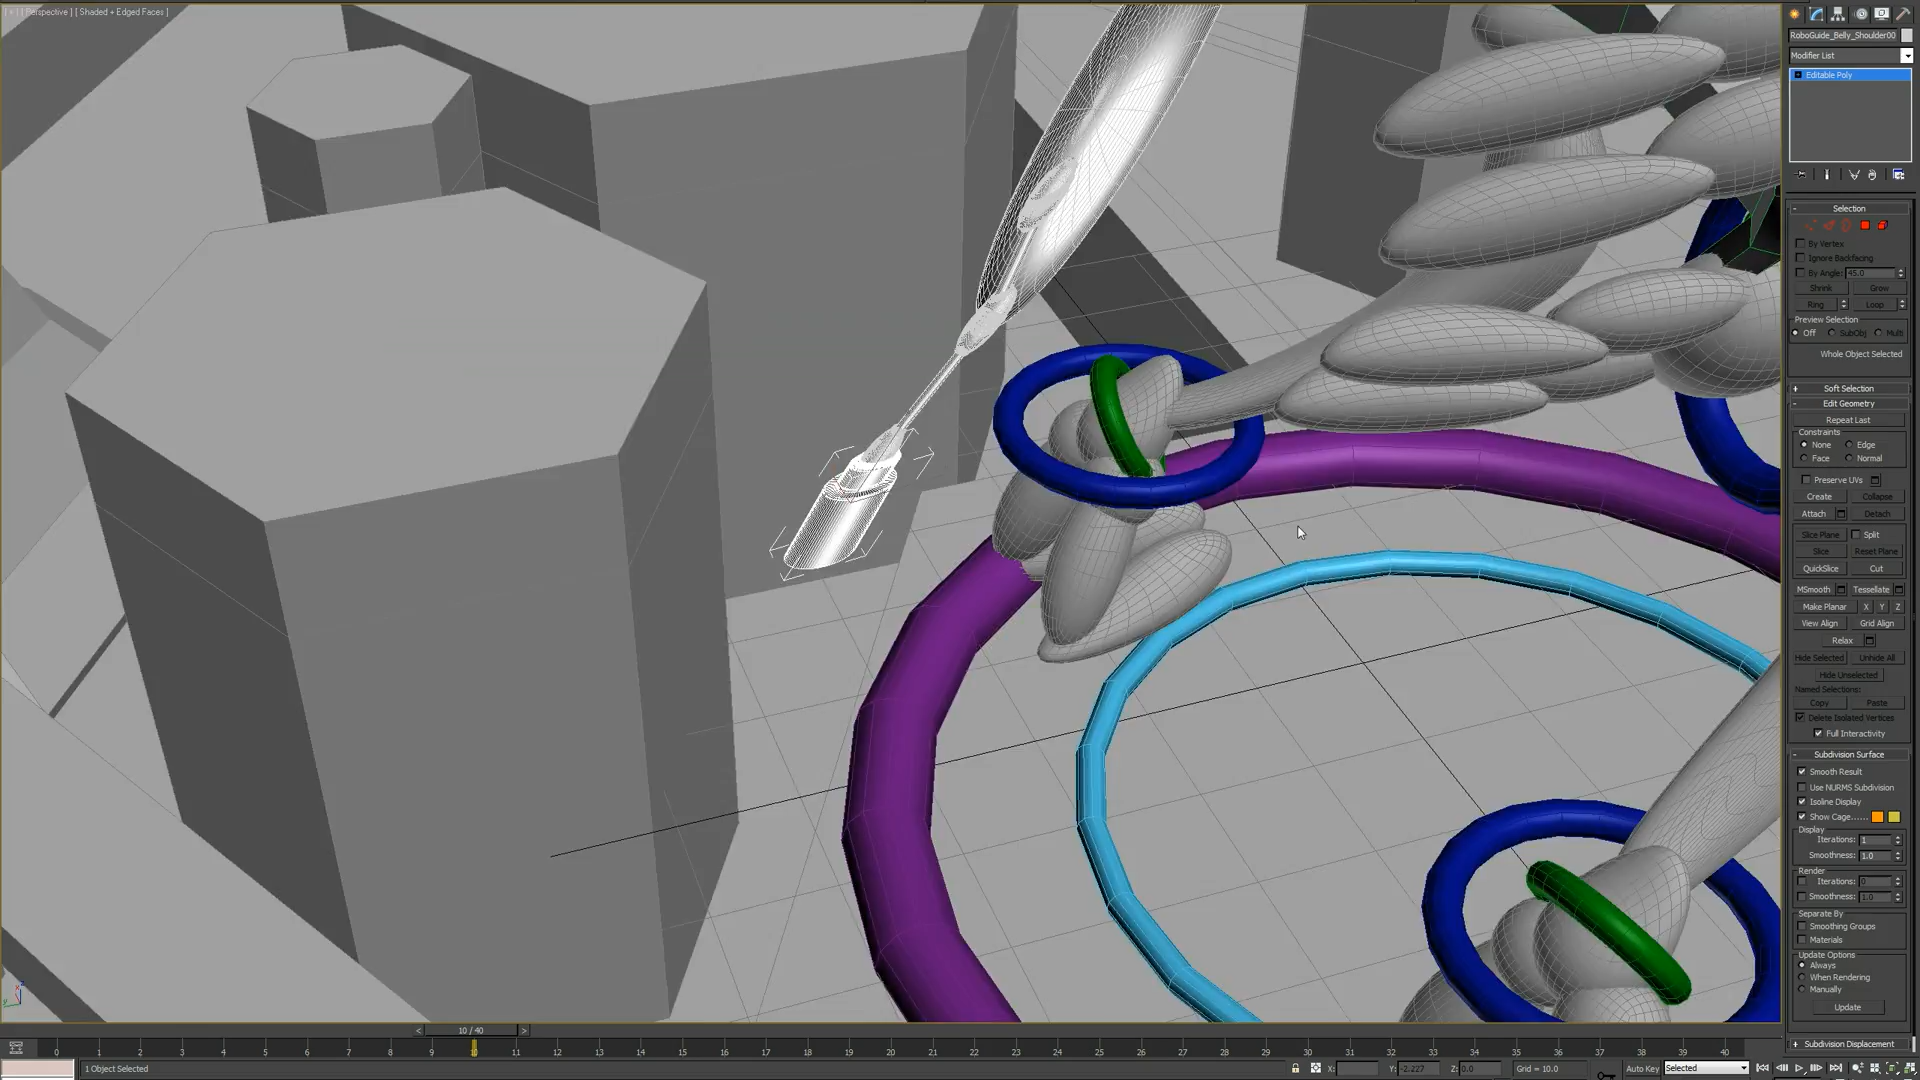 [ + ] [ Perspective ] [ Shaded + Edged Faces ]
RoboGuide_Belly_Shoulder00
Modifier List
Editable Poly
Selection
By Vertex
Ignore Backfacing
By Angle: 45.0
Shrink Grow
Ring Loop
Preview Selection
Off SubObj Multi
Whole Object Selected
Soft Selection
Edit Geometry
Repeat Last
Constraints
None Edge
Face Normal
Preserve UVs
Create Collapse
Attach Detach
Slice Plane Split
Slice Reset Plane
QuickSlice Cut
MSmooth Tessellate
Make Planar X Y Z
View Align Grid Align
Relax
Hide Selected Unhide All
Hide Unselected
Named Selections:
Copy Paste
Delete Isolated Vertices
Full Interactivity
Subdivision Surface
Smooth Result
Use NURMS Subdivision
Isoline Display
Show Cage......
Display
Iterations: 1
Smoothness: 1.0
Render
Iterations: 0
Smoothness: 1.0
Separate By
Smoothing Groups
Materials
Update Options
Always
When Rendering
Manually
Update
Subdivision Displacement
< 10 / 40 >
0 1 2 3 4 5 6 7 8 9 10 11 12 13 14 15 16 17 18 19 20 21 22 23 24 25 26 27 28 29 30 31 32 33 34 35 36 37 38 39 40
1 Object Selected X: Y: -2.227 Z: 0.0 Grid = 10.0 Auto Key Selected